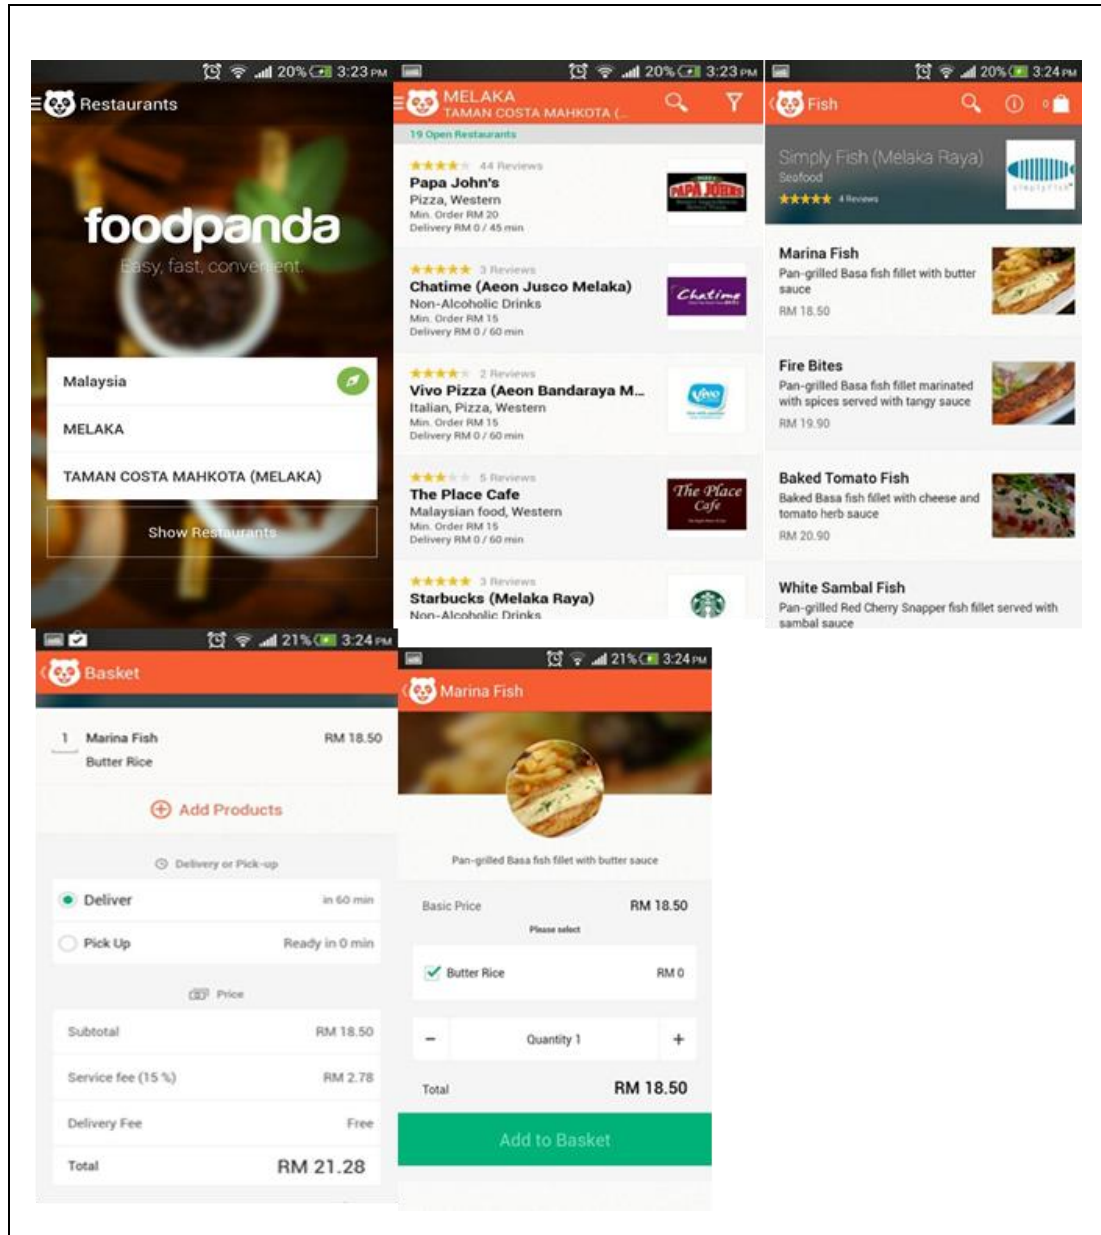 20% 3:23 PM
Restaurants
foodpanda
Easy, fast, convenient.
Malaysia
MELAKA
TAMAN COSTA MAHKOTA (MELAKA)
Show Restaurants
20% 3:23 PM
MELAKA
TAMAN COSTA MAHKOTA (...
19 Open Restaurants
44 Reviews
Papa John's
Pizza, Western
Min. Order RM 20
Delivery RM 0 / 45 min
PAPA JOHNS
3 Reviews
Chatime (Aeon Jusco Melaka)
Non-Alcoholic Drinks
Min. Order RM 15
Delivery RM 0 / 60 min
Chatime
2 Reviews
Vivo Pizza (Aeon Bandaraya M...
Italian, Pizza, Western
Min. Order RM 15
Delivery RM 0 / 60 min
Vivo
5 Reviews
The Place Cafe
Malaysian food, Western
Min. Order RM 15
Delivery RM 0 / 60 min
The Place
Cafe
3 Reviews
Starbucks (Melaka Raya)
Non-Alcoholic Drinks
20% 3:24 PM
Fish
0
Simply Fish (Melaka Raya)
Seafood
4 Reviews
simplyfish
Marina Fish
Pan-grilled Basa fish fillet with butter
sauce
RM 18.50
Fire Bites
Pan-grilled Basa fish fillet marinated
with spices served with tangy sauce
RM 19.90
Baked Tomato Fish
Baked Basa fish fillet with cheese and
tomato herb sauce
RM 20.90
White Sambal Fish
Pan-grilled Red Cherry Snapper fish fillet served with
sambal sauce
21% 3:24 PM
Basket
1 Marina Fish RM 18.50
Butter Rice
Add Products
Delivery or Pick-up
Deliver in 60 min
Pick Up Ready in 0 min
Price
Subtotal RM 18.50
Service fee (15 %) RM 2.78
Delivery Fee Free
Total RM 21.28
21% 3:24 PM
Marina Fish
Pan-grilled Basa fish fillet with butter sauce
Basic Price RM 18.50
Please select
Butter Rice RM 0
− Quantity 1 +
Total RM 18.50
Add to Basket